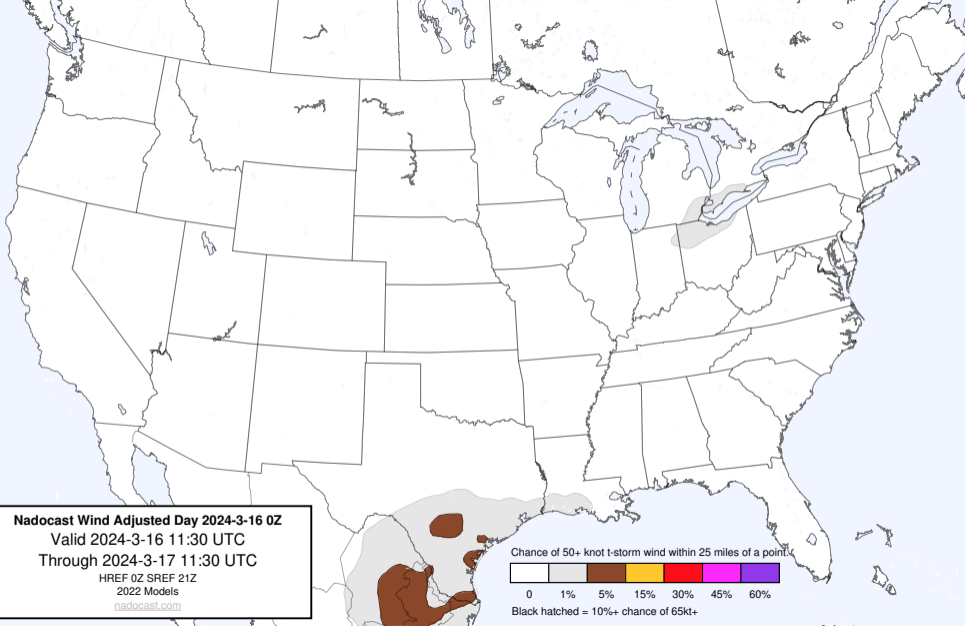 Nadocast Wind Adjusted Day 2024-3-16 0Z
Valid 2024-3-16 11:30 UTC
Through 2024-3-17 11:30 UTC
HREF 0Z SREF 21Z
2022 Models
nadocast.com
Chance of 50+ knot t-storm wind within 25 miles of a point.
0 1% 5% 15% 30% 45% 60%
Black hatched = 10%+ chance of 65kt+